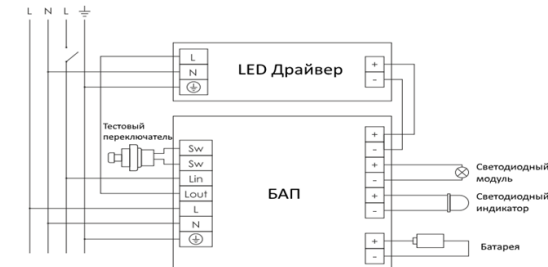 L N L
L
N
LED Драйвер
+
-
Тестовый
переключатель
Sw
Sw
Lin
Lout
L
N
БАП
+
-
+
-
+
-
+
-
Светодиодный
модуль
Светодиодный
индикатор
Батарея